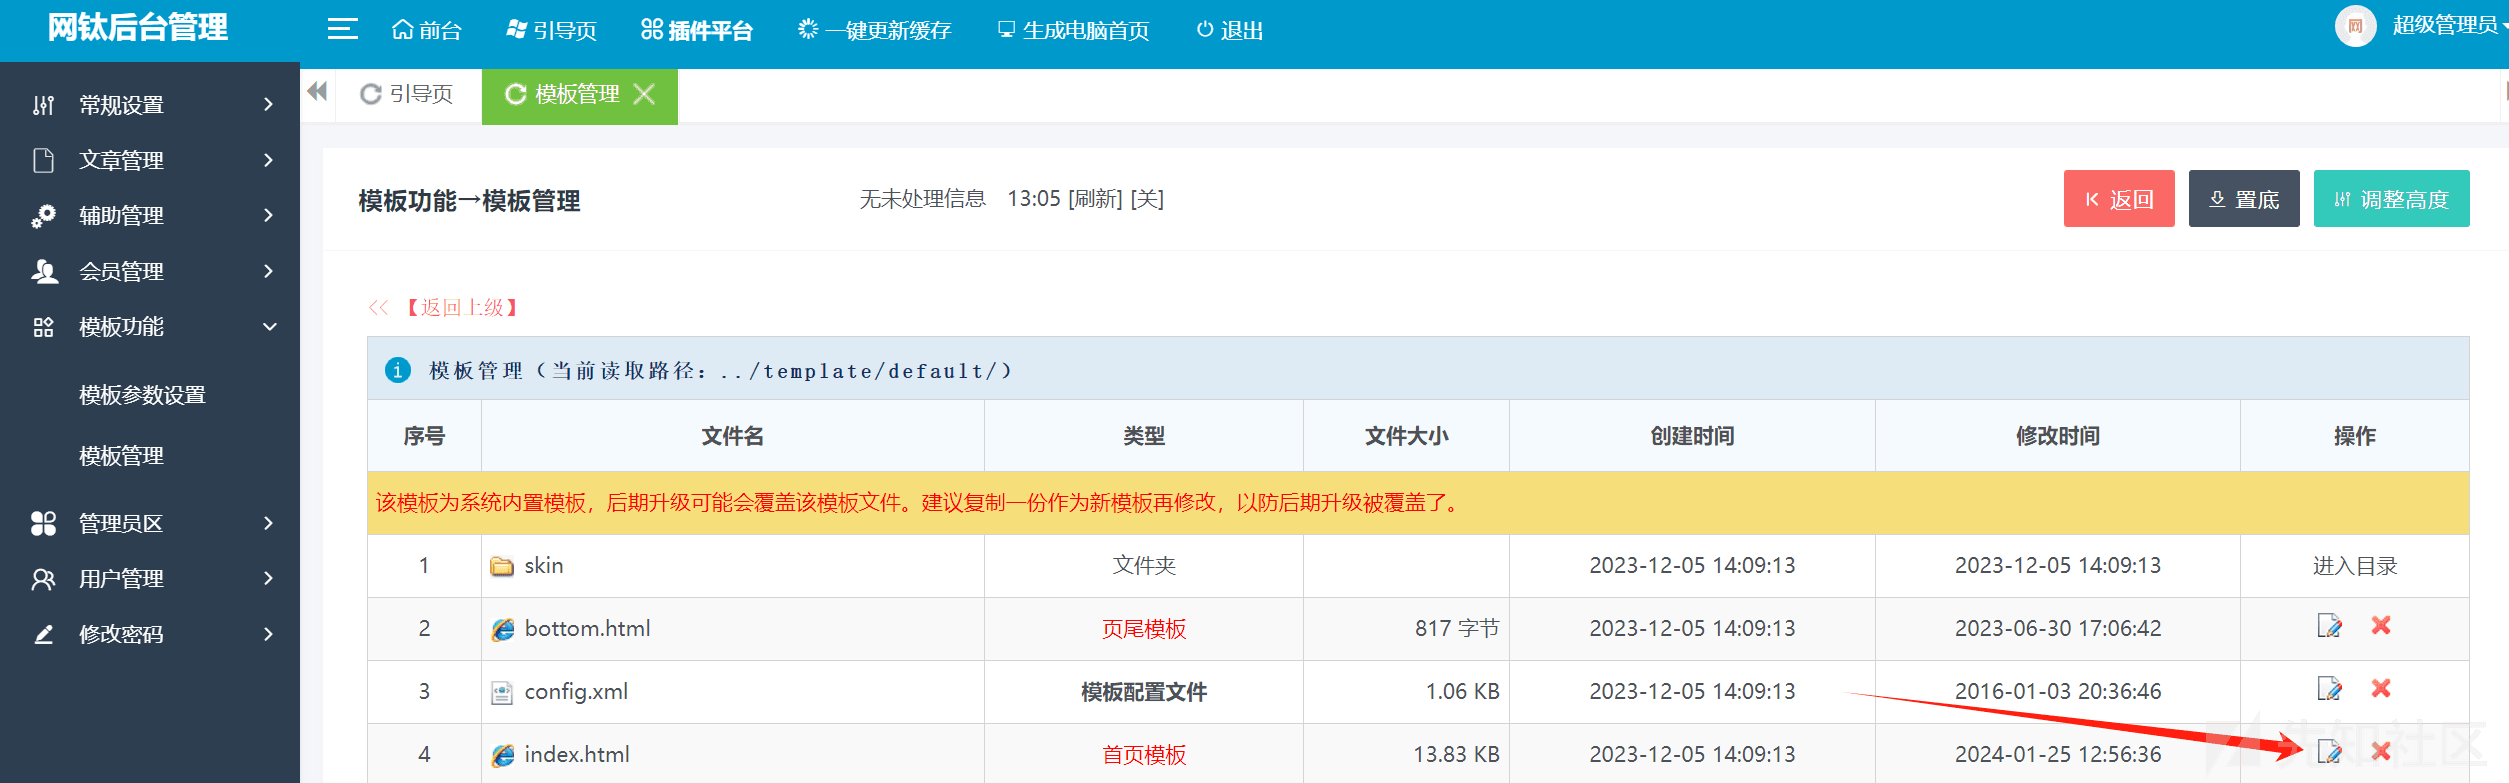 网钛后台管理
前台
引导页
插件平台
一键更新缓存
生成电脑首页
退出
网
超级管理员
常规设置
文章管理
辅助管理
会员管理
模板功能
模板参数设置
模板管理
管理员区
用户管理
修改密码
引导页
模板管理
模板功能→模板管理
无未处理信息 13:05 [刷新] [关]
返回
置底
调整高度
<< 【返回上级】
模板管理（当前读取路径：../template/default/）
序号 文件名 类型 文件大小 创建时间 修改时间 操作
该模板为系统内置模板，后期升级可能会覆盖该模板文件。建议复制一份作为新模板再修改，以防后期升级被覆盖了。
1 skin 文件夹 2023-12-05 14:09:13 2023-12-05 14:09:13 进入目录
2 bottom.html 页尾模板 817 字节 2023-12-05 14:09:13 2023-06-30 17:06:42
3 config.xml 模板配置文件 1.06 KB 2023-12-05 14:09:13 2016-01-03 20:36:46
4 index.html 首页模板 13.83 KB 2023-12-05 14:09:13 2024-01-25 12:56:36
先知社区